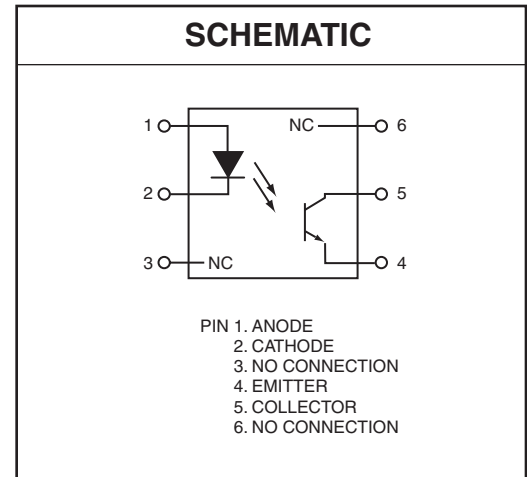 SCHEMATIC
1
NC
6
2
5
3
NC
4
PIN 1. ANODE
2. CATHODE
3. NO CONNECTION
4. EMITTER
5. COLLECTOR
6. NO CONNECTION